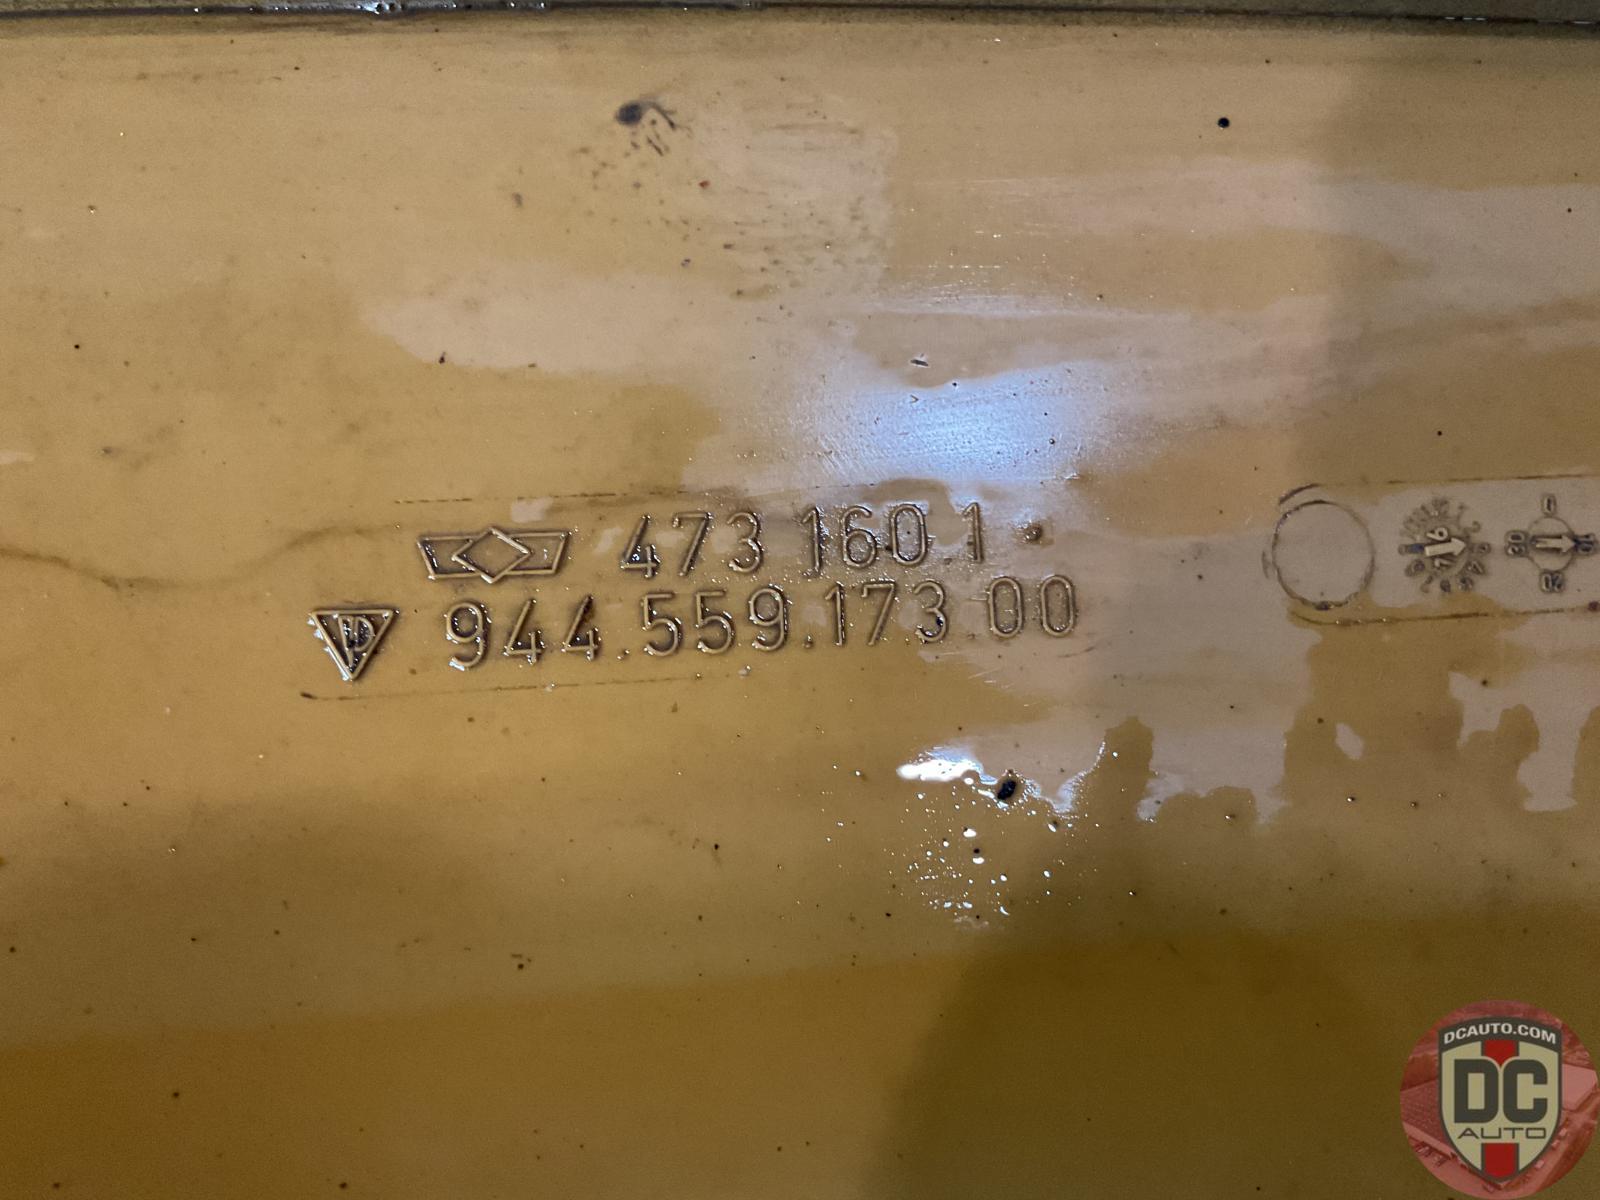 473 160 1
944.559.173 00
DCAUTO.COM
DC
AUTO